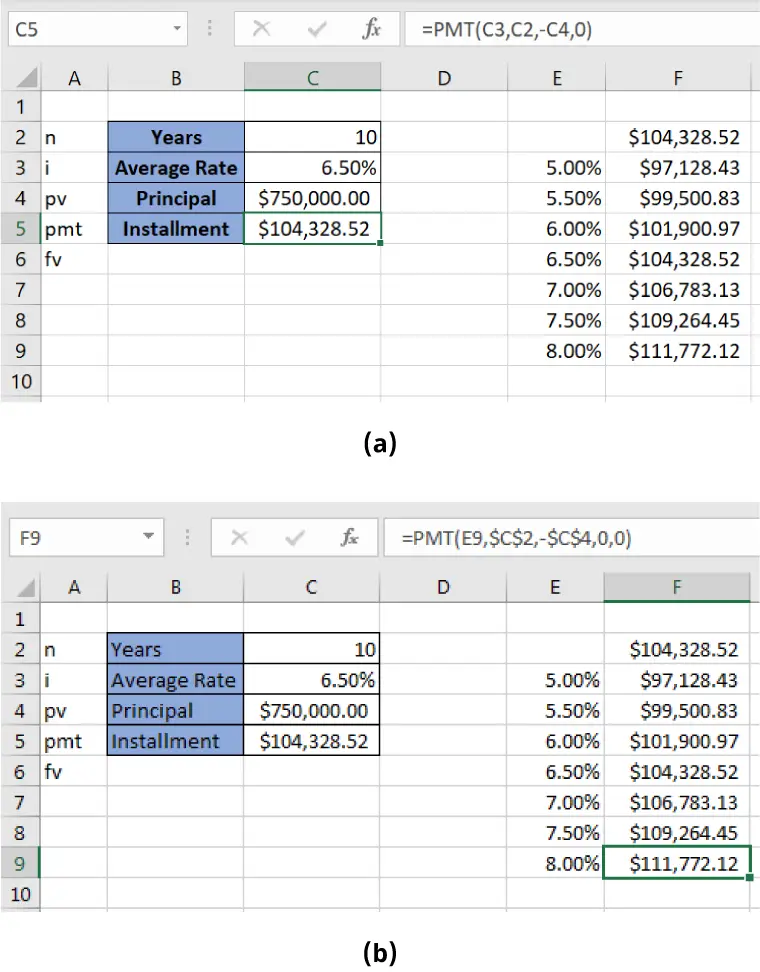 C5 fx =PMT(C3,C2,-C4,0)
A B C D E F
1
2 n Years 10 $104,328.52
3 i Average Rate 6.50% 5.00% $97,128.43
4 pv Principal $750,000.00 5.50% $99,500.83
5 pmt Installment $104,328.52 6.00% $101,900.97
6 fv 6.50% $104,328.52
7 7.00% $106,783.13
8 7.50% $109,264.45
9 8.00% $111,772.12
10
(a)
F9 fx =PMT(E9,$C$2,-$C$4,0,0)
A B C D E F
1
2 n Years 10 $104,328.52
3 i Average Rate 6.50% 5.00% $97,128.43
4 pv Principal $750,000.00 5.50% $99,500.83
5 pmt Installment $104,328.52 6.00% $101,900.97
6 fv 6.50% $104,328.52
7 7.00% $106,783.13
8 7.50% $109,264.45
9 8.00% $111,772.12
10
(b)